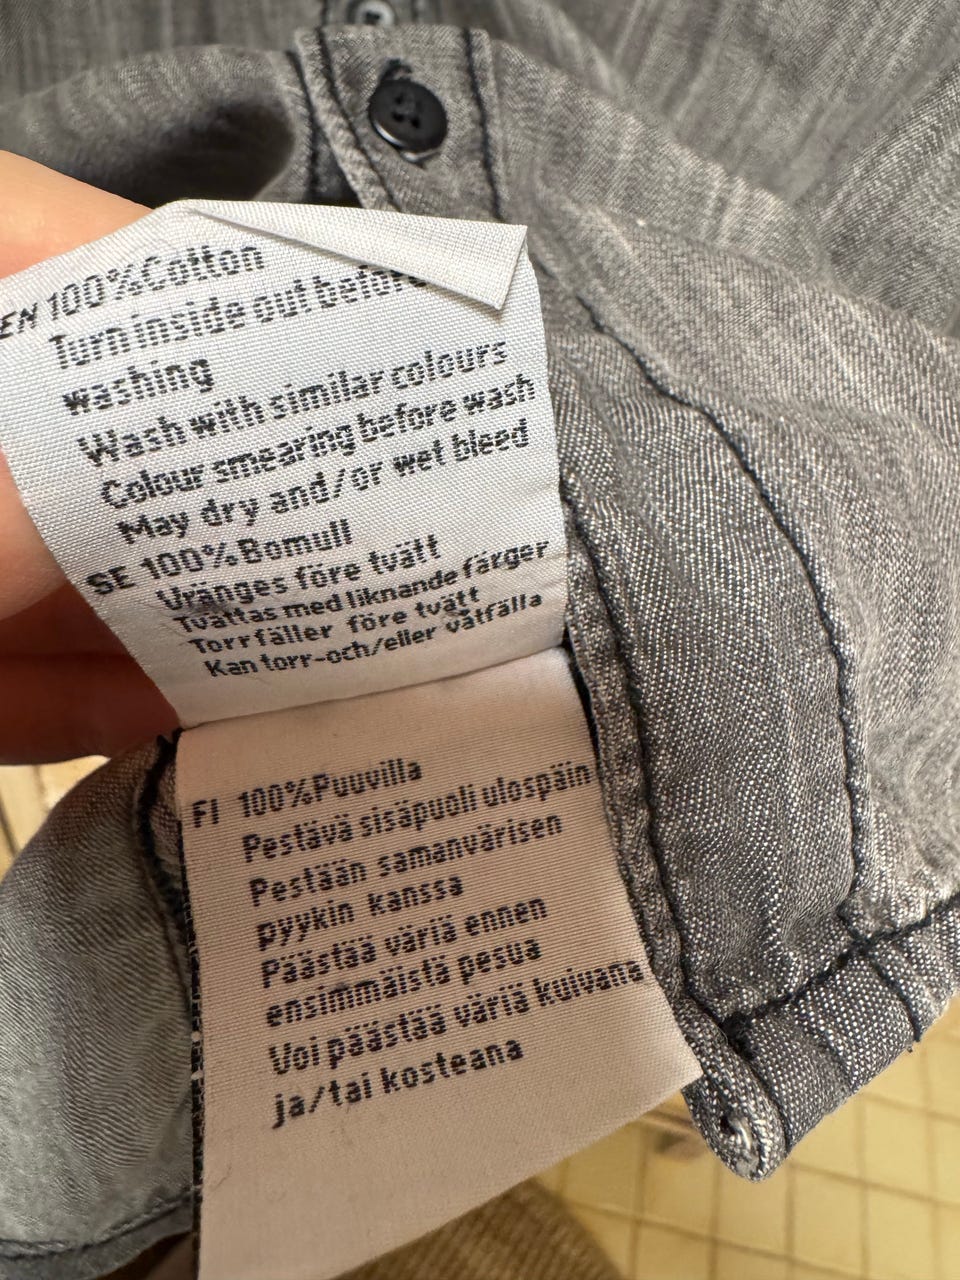 EN 100%Cotton
Turn inside out before
washing
Wash with similar colours
Colour smearing before wash
May dry and/or wet bleed
SE 100%Bomull
Vränges före tvätt
Tvättas med liknande färger
Torrfäller före tvätt
Kan torr-och/eller våtfälla
FI 100%Puuvilla
Pestävä sisäpuoli ulospäin
Pestään samanvärisen
pyykin kanssa
Päästää väriä ennen
ensimmäistä pesua
Voi päästää väriä kuivana
ja/tai kosteana